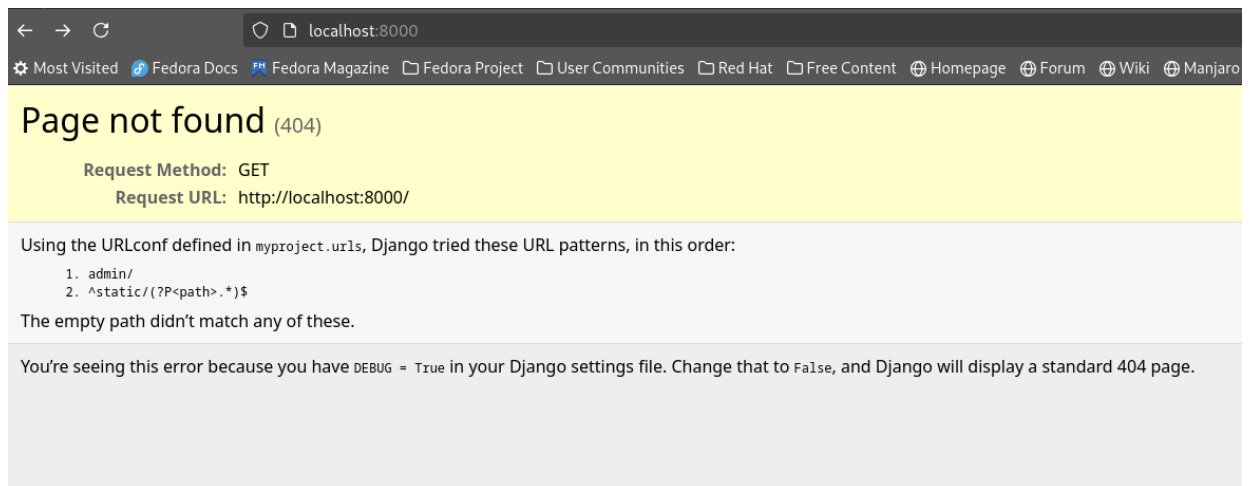 localhost:8000
Most Visited Fedora Docs Fedora Magazine Fedora Project User Communities Red Hat Free Content Homepage Forum Wiki Manjaro
Page not found (404)
Request Method: GET
Request URL: http://localhost:8000/
Using the URLconf defined in myproject.urls, Django tried these URL patterns, in this order:
1. admin/
2. ^static/(?P<path>.*)$
The empty path didn’t match any of these.
You’re seeing this error because you have DEBUG = True in your Django settings file. Change that to False, and Django will display a standard 404 page.